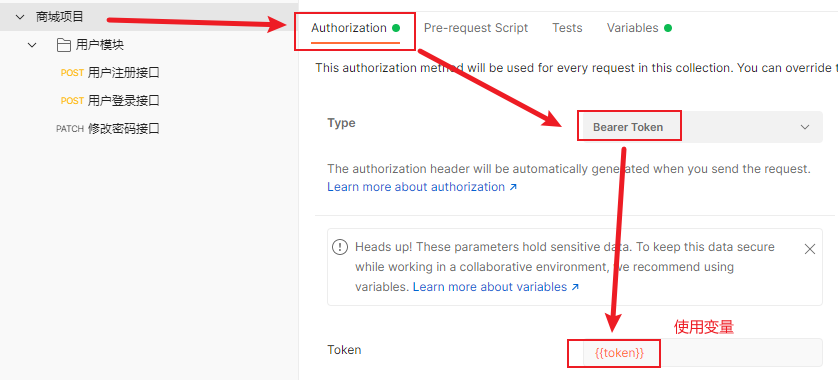 商城项目
用户模块
POST 用户注册接口
POST 用户登录接口
PATCH 修改密码接口
Authorization Pre-request Script Tests Variables
This authorization method will be used for every request in this collection. You can override
Type Bearer Token
The authorization header will be automatically generated when you send the request.
Learn more about authorization ↗
Heads up! These parameters hold sensitive data. To keep this data secure
while working in a collaborative environment, we recommend using
variables. Learn more about variables ↗
使用变量
Token {{token}}